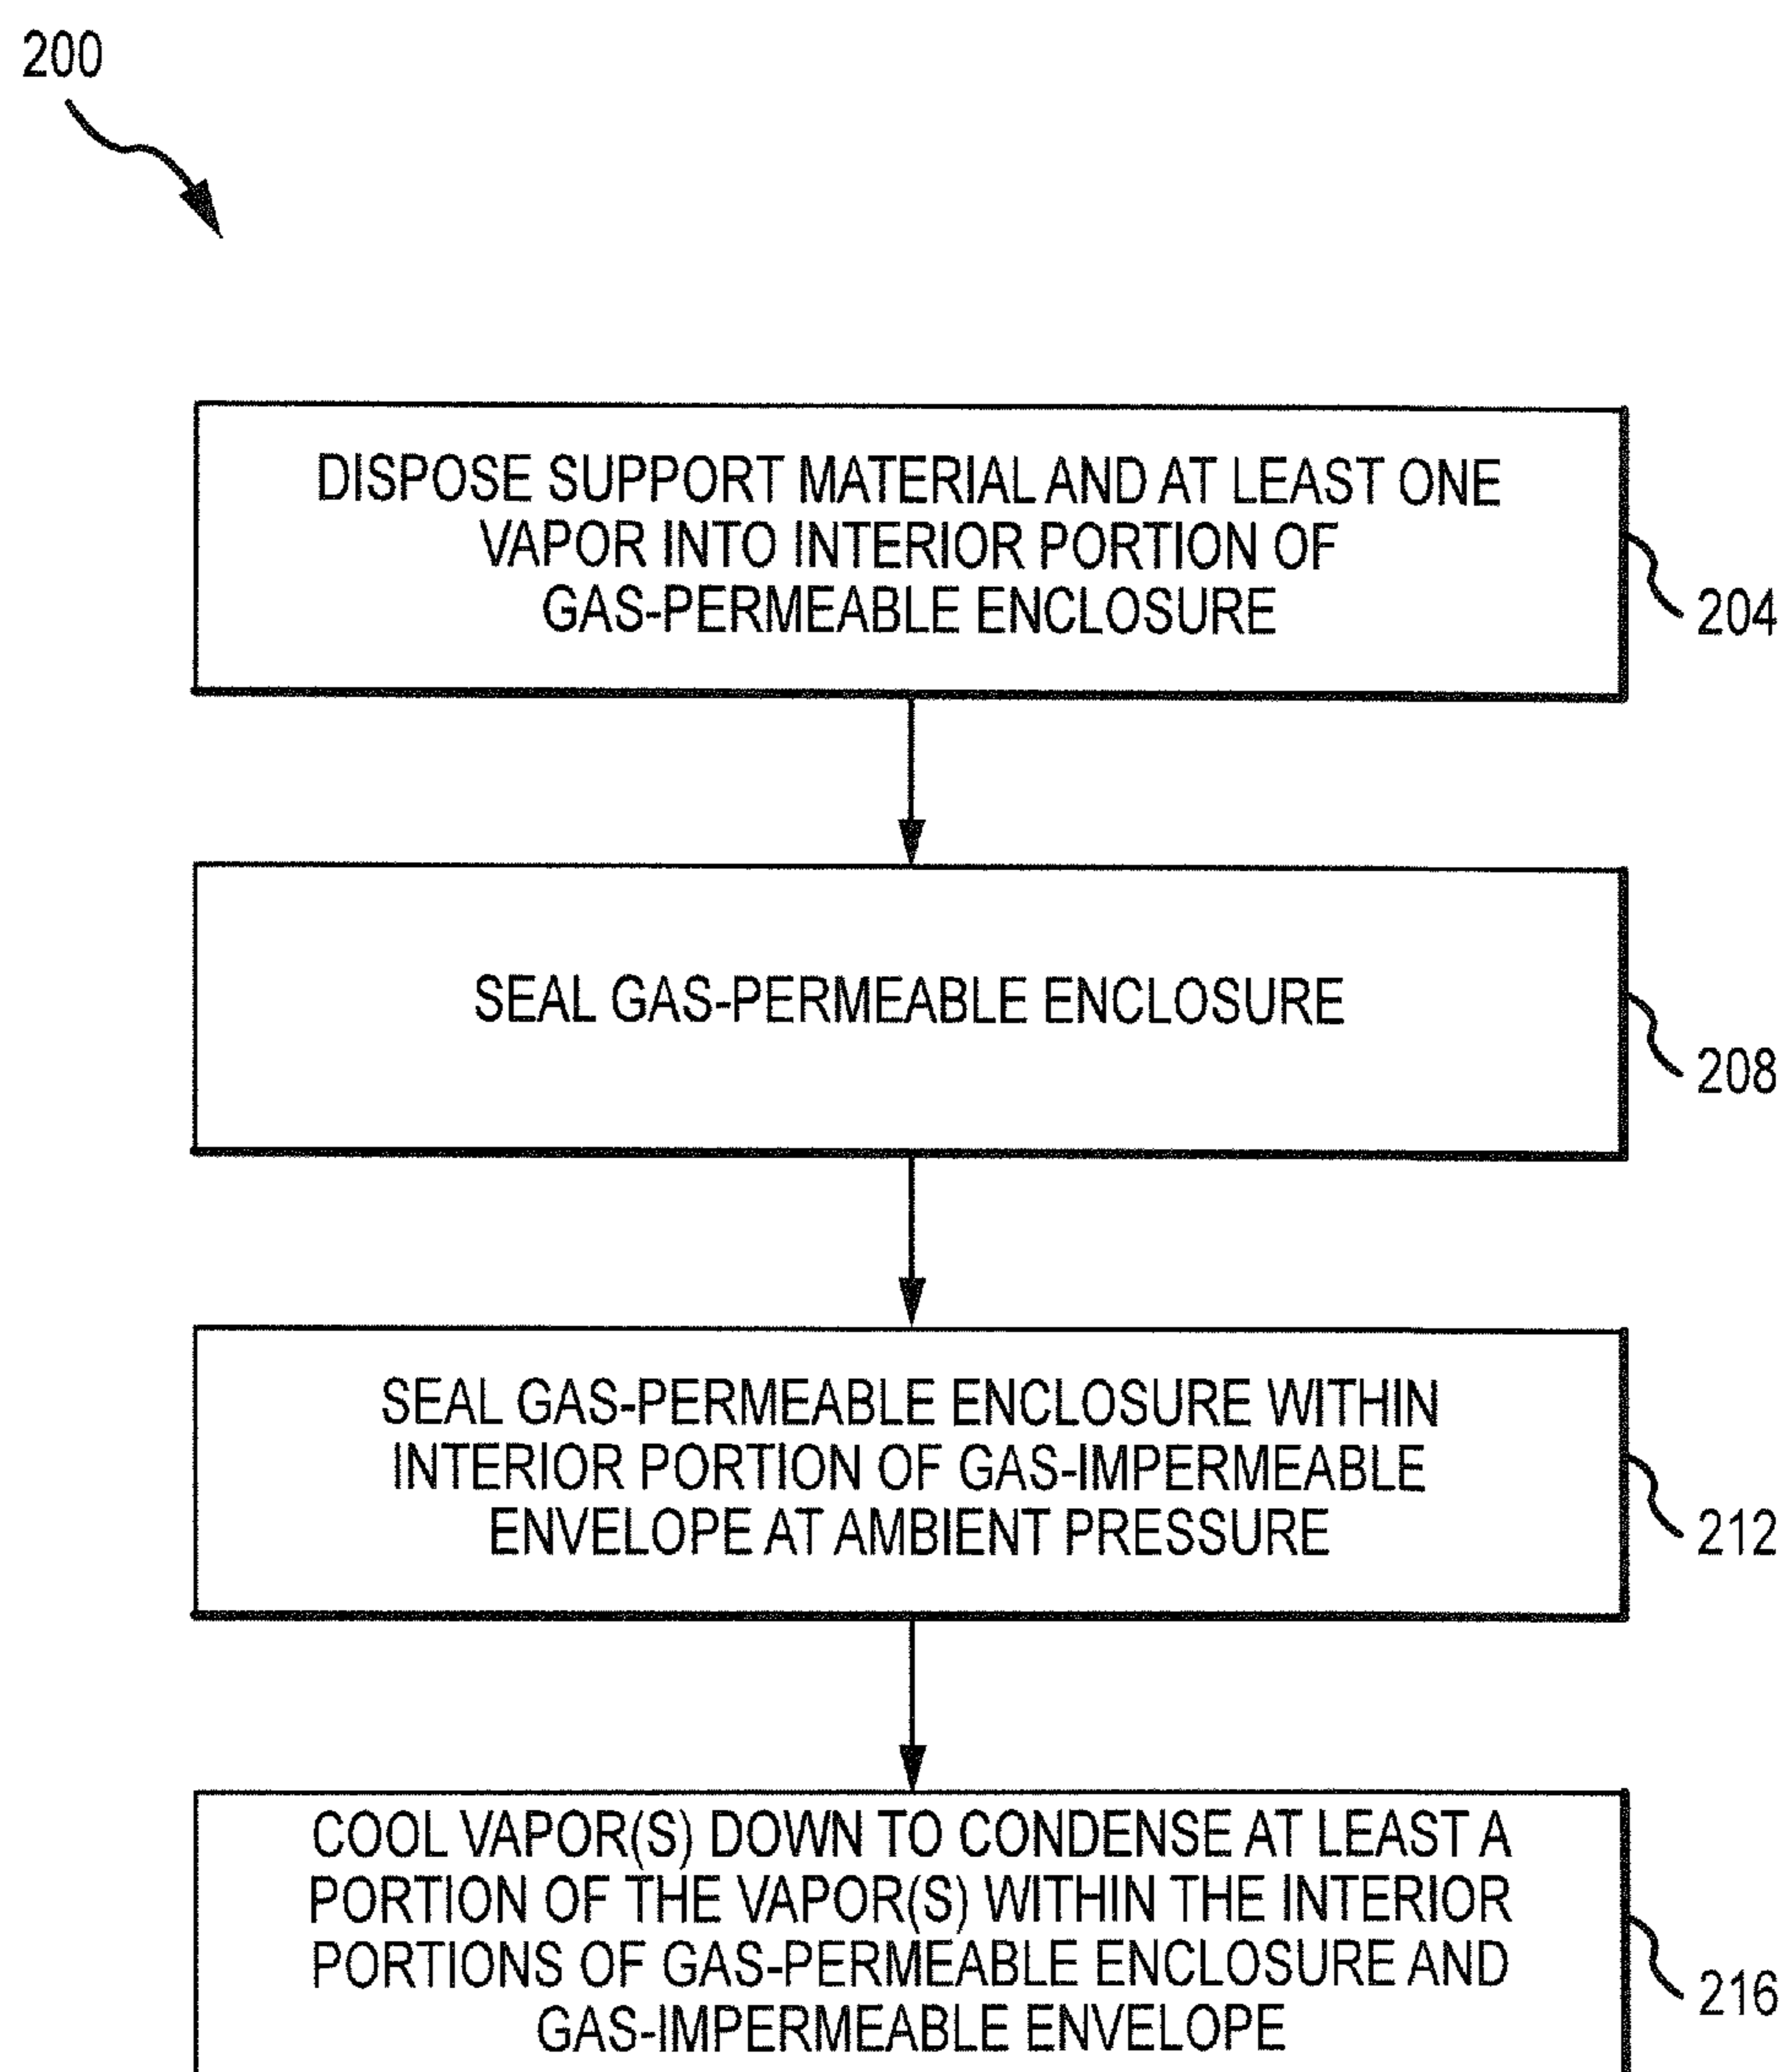 200
DISPOSE SUPPORT MATERIAL AND AT LEAST ONE
VAPOR INTO INTERIOR PORTION OF
GAS-PERMEABLE ENCLOSURE
204
SEAL GAS-PERMEABLE ENCLOSURE
208
SEAL GAS-PERMEABLE ENCLOSURE WITHIN
INTERIOR PORTION OF GAS-IMPERMEABLE
ENVELOPE AT AMBIENT PRESSURE
212
COOL VAPOR(S) DOWN TO CONDENSE AT LEAST A
PORTION OF THE VAPOR(S) WITHIN THE INTERIOR
PORTIONS OF GAS-PERMEABLE ENCLOSURE AND
GAS-IMPERMEABLE ENVELOPE
216